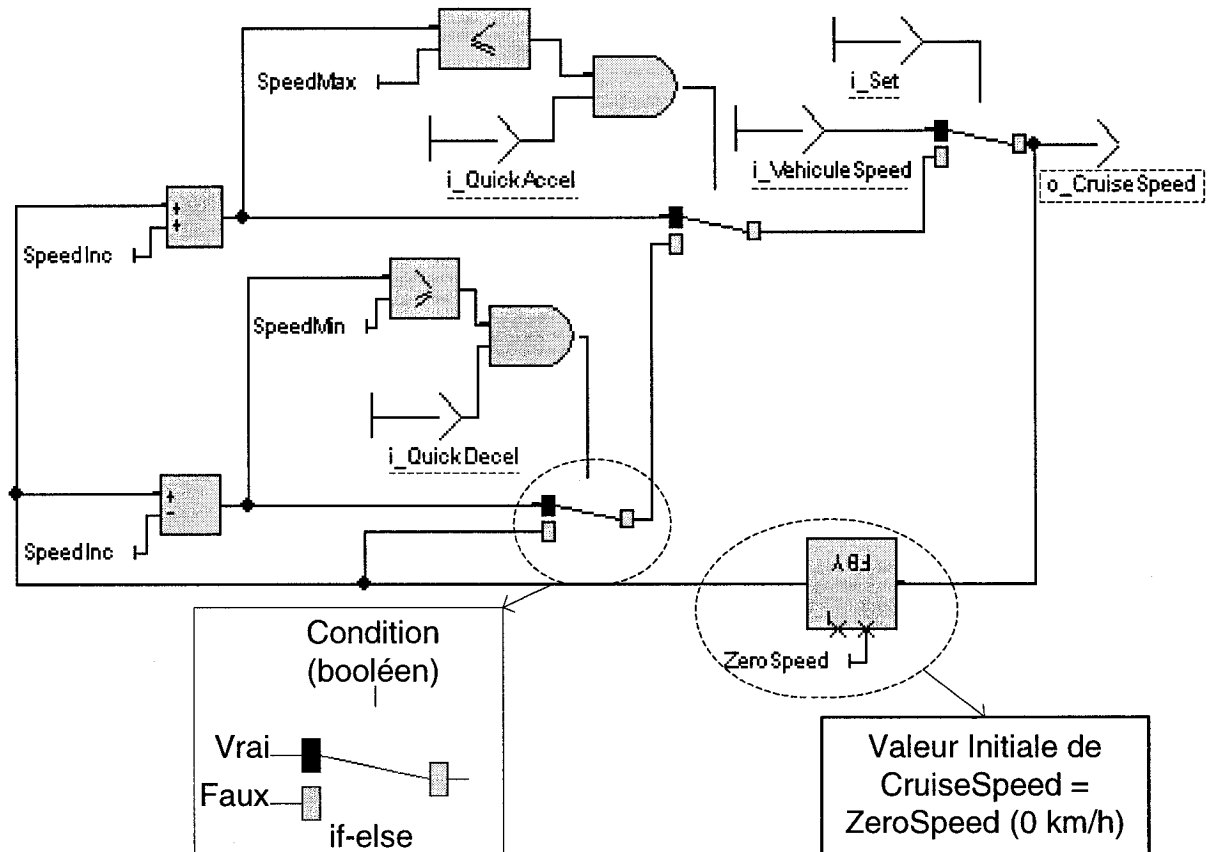 i_Set
SpeedMax
i_QuickAccel
i_VehiculeSpeed
o_CruiseSpeed
SpeedInc
SpeedMin
i_QuickDecel
SpeedInc
FBY
1
ZeroSpeed
Condition
(booléen)
Vrai
Faux
if-else
Valeur Initiale de
CruiseSpeed =
ZeroSpeed (0 km/h)